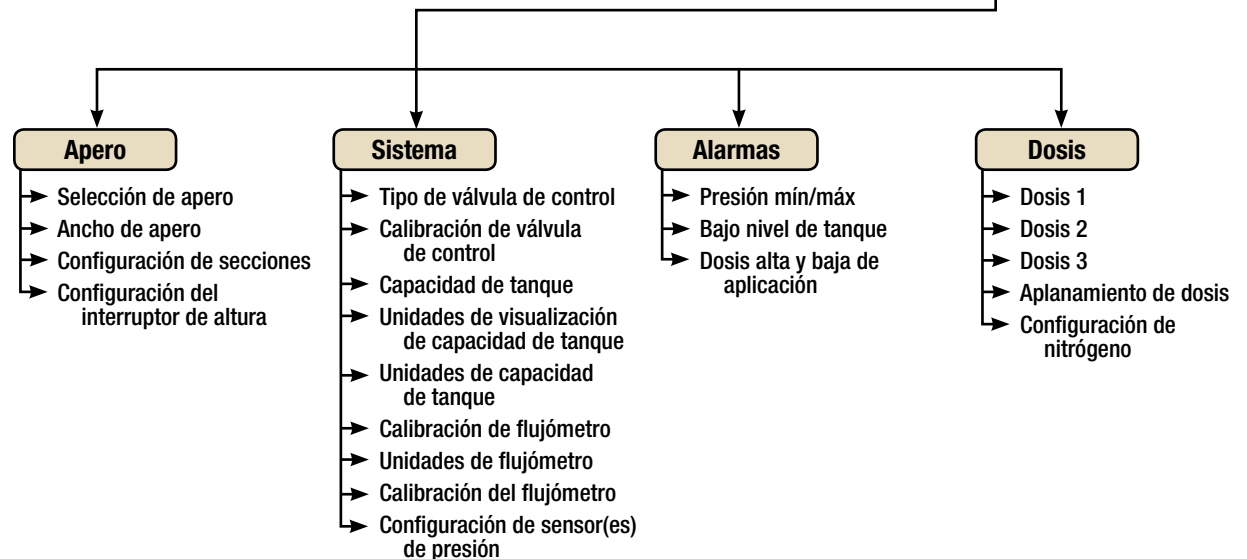 Apero
Selección de apero
Ancho de apero
Configuración de secciones
Configuración del
interruptor de altura
Sistema
Tipo de válvula de control
Calibración de válvula
de control
Capacidad de tanque
Unidades de visualización
de capacidad de tanque
Unidades de capacidad
de tanque
Calibración de flujómetro
Unidades de flujómetro
Calibración del flujómetro
Configuración de sensor(es)
de presión
Alarmas
Presión mín/máx
Bajo nivel de tanque
Dosis alta y baja de
aplicación
Dosis
Dosis 1
Dosis 2
Dosis 3
Aplanamiento de dosis
Configuración de
nitrógeno